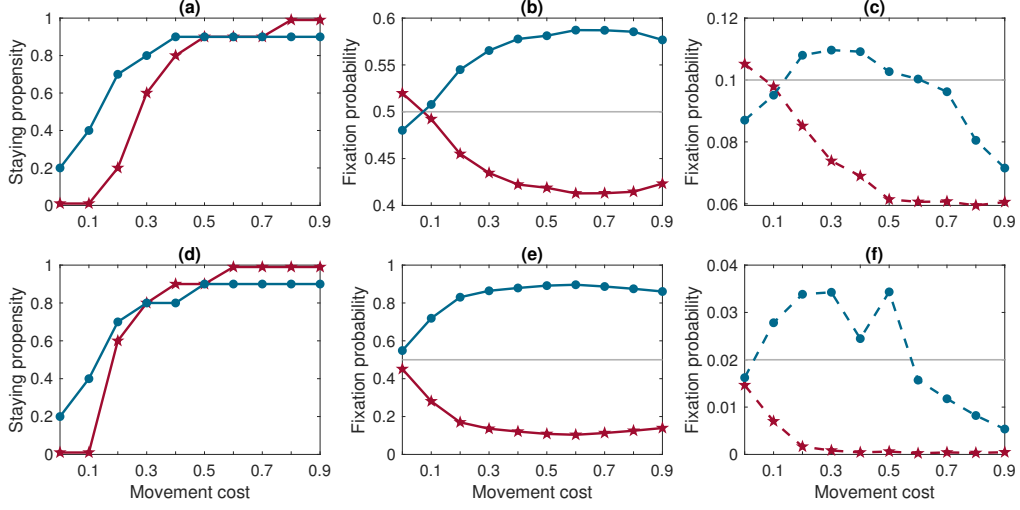 (a)
Staying propensity
1
0.8
0.6
0.4
0.2
0
0.1 0.3 0.5 0.7 0.9
(b)
Fixation probability
0.6
0.55
0.5
0.45
0.4
0.1 0.3 0.5 0.7 0.9
(c)
Fixation probability
0.12
0.1
0.08
0.06
0.1 0.3 0.5 0.7 0.9
(d)
Staying propensity
1
0.8
0.6
0.4
0.2
0
0.1 0.3 0.5 0.7 0.9
Movement cost
(e)
Fixation probability
1
0.8
0.6
0.4
0.2
0
0.1 0.3 0.5 0.7 0.9
Movement cost
(f)
Fixation probability
0.04
0.03
0.02
0.01
0
0.1 0.3 0.5 0.7 0.9
Movement cost